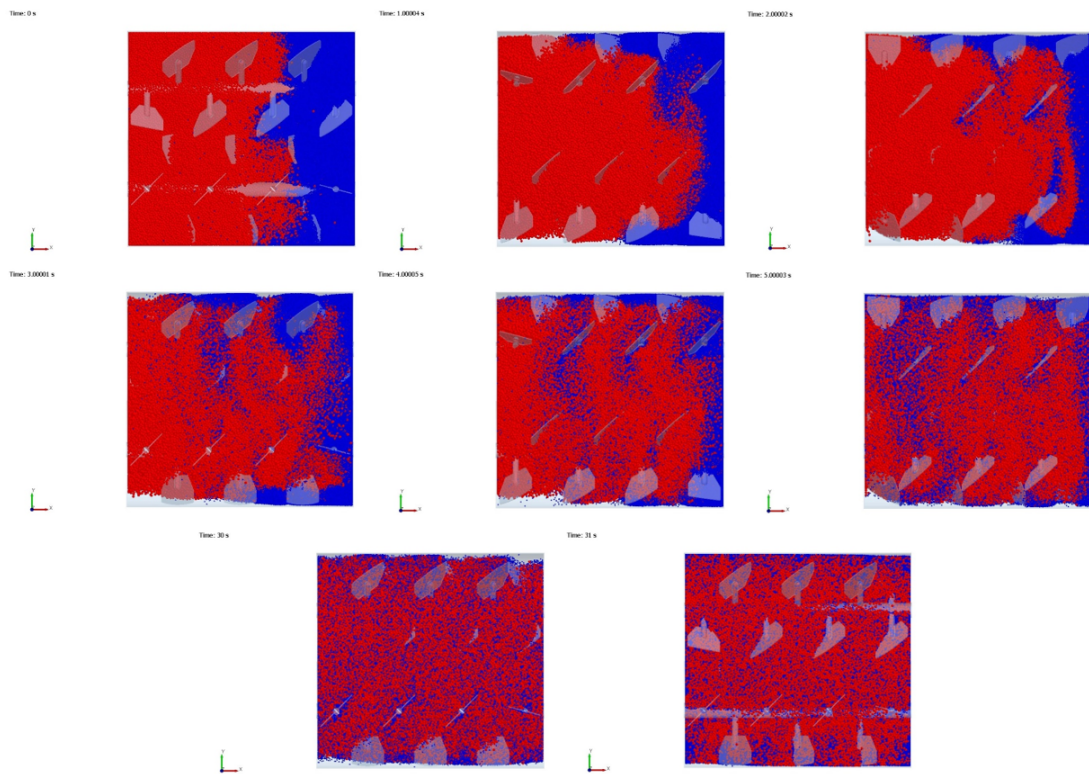 Time: 0 s
Time: 1.00004 s
Time: 2.00002 s
Y
X
Y
X
Y
X
Time: 3.00001 s
Time: 4.00005 s
Time: 5.00003 s
Y
X
Y
X
Y
X
Time: 30 s
Time: 31 s
Y
X
Y
X